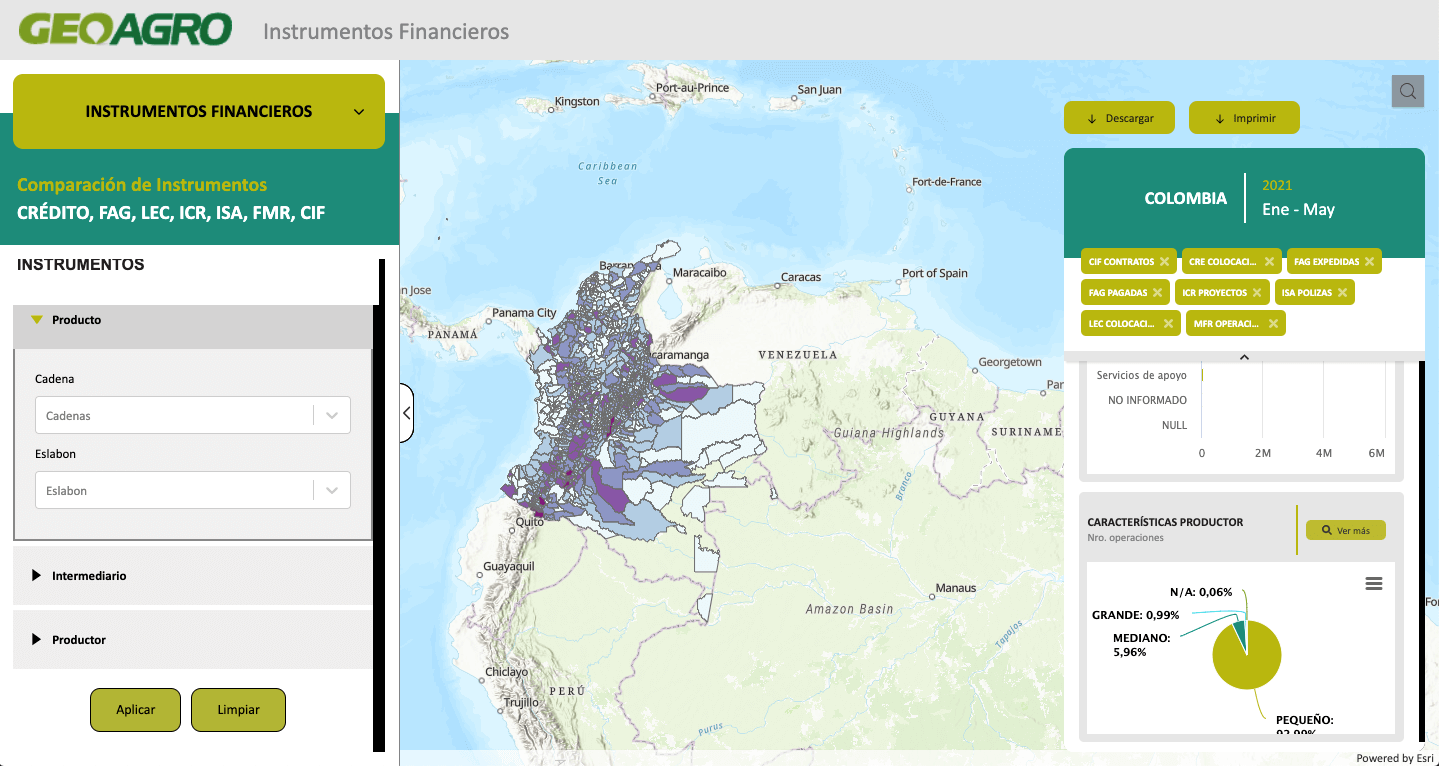 GEOAGRO
Instrumentos Financieros
INSTRUMENTOS FINANCIEROS
Comparación de Instrumentos
CRÉDITO, FAG, LEC, ICR, ISA, FMR, CIF
INSTRUMENTOS
Producto
Cadena
Cadenas
Eslabon
Eslabon
Intermediario
Productor
Aplicar
Limpiar
Kingston
Port-au-Prince
San Juan
Caribbean
Sea
Fort-de-France
Maracaibo
Caracas
Port of Spain
an Jose
Panama City
PANAMÁ
caramanga
VENEZUELA
Georgetown
GUYANA
Guiana Highlands
SURINAME
Branco
Quito
Guayaquil
Manaus
Amazon Basin
Tapajos
Chiclayo
PERÚ
Trujillo
Purus
Descargar
Imprimir
COLOMBIA
2021
Ene - May
CIF CONTRATOS
CRE COLOCACI...
FAG EXPEDIDAS
FAG PAGADAS
ICR PROYECTOS
ISA POLIZAS
LEC COLOCACI...
MFR OPERACI...
Servicios de apoyo
NO INFORMADO
NULL
0 2M 4M 6M
CARACTERÍSTICAS PRODUCTOR
Nro. operaciones
Ver más
N/A: 0,06%
GRANDE: 0,99%
MEDIANO:
5,96%
PEQUEÑO:
92,99%
Powered by Esri